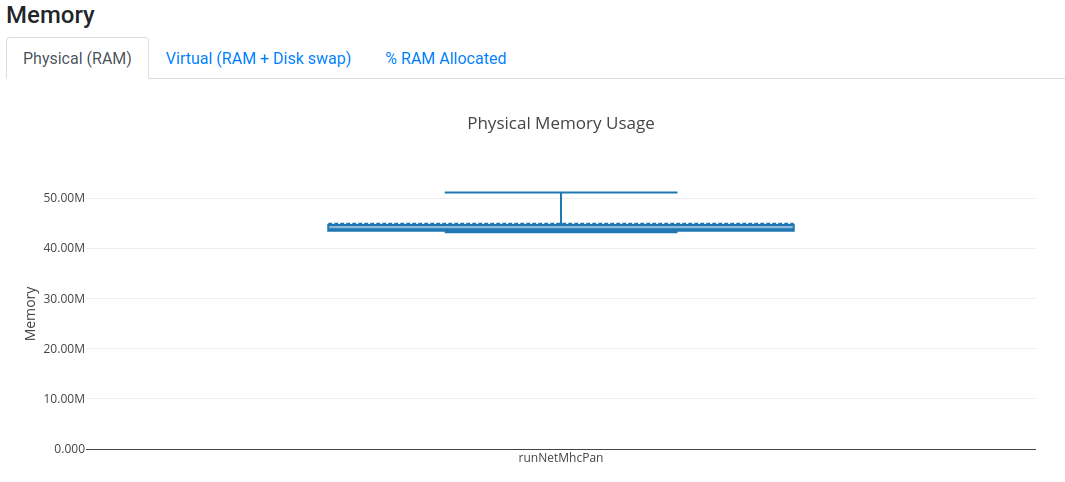 Memory
Physical (RAM) Virtual (RAM + Disk swap) % RAM Allocated
Physical Memory Usage
50.00M
40.00M
30.00M
20.00M
10.00M
0.000
Memory
runNetMhcPan